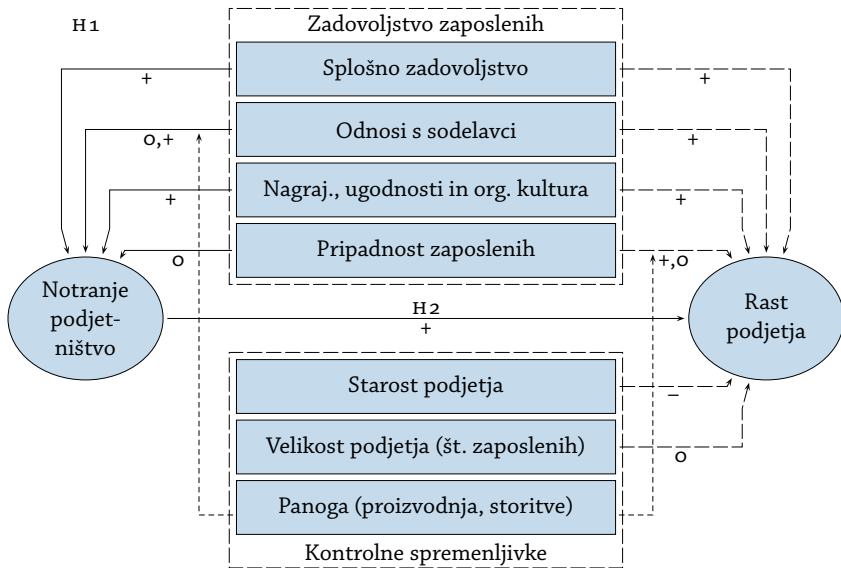 H1
Zadovoljstvo zaposlenih
Splošno zadovoljstvo
+
+
Odnosi s sodelavci
0,+
+
Nagraj., ugodnosti in org. kultura
+
+
Pripadnost zaposlenih
0
+,0
Notranje
podjet-
ništvo
H2
+
Rast
podjetja
Starost podjetja
–
Velikost podjetja (št. zaposlenih)
0
Panoga (proizvodnja, storitve)
Kontrolne spremenljivke